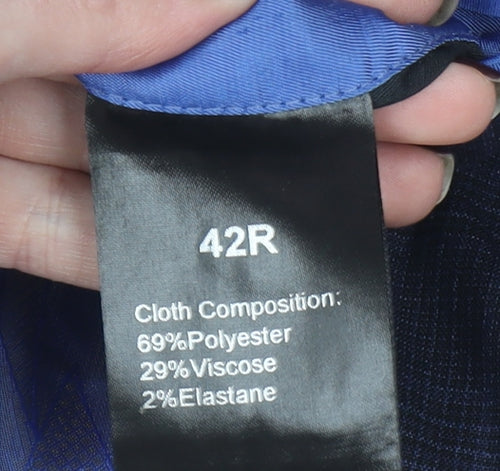 42R
Cloth Composition:
69%Polyester
29%Viscose
2%Elastane